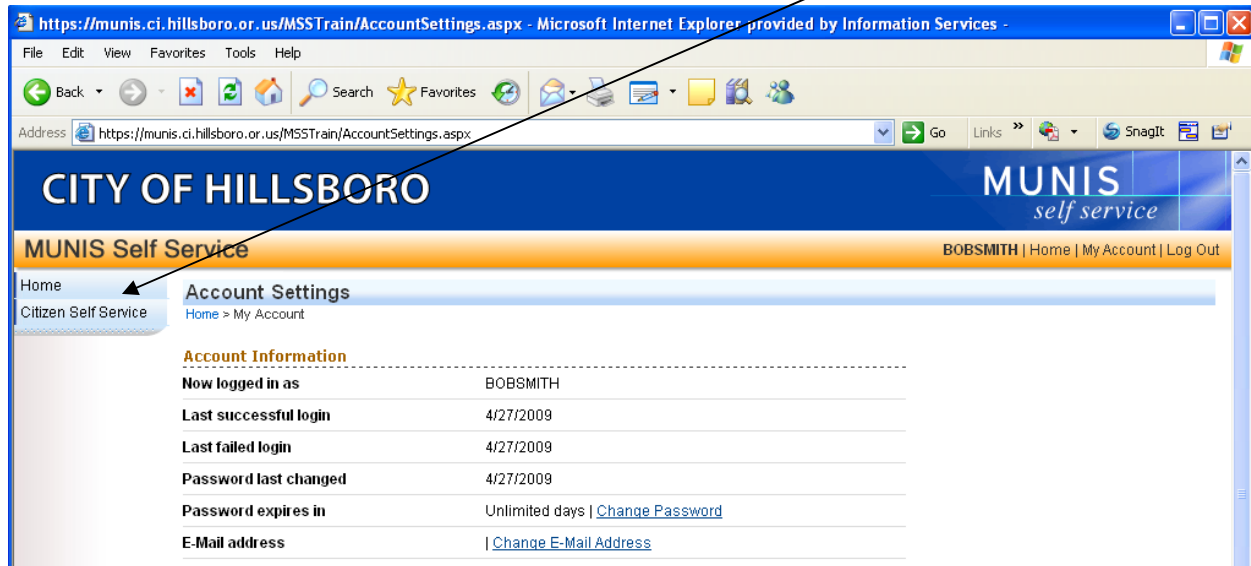 https://munis.ci.hillsboro.or.us/MSSTrain/AccountSettings.aspx - Microsoft Internet Explorer provided by Information Services -
File Edit View Favorites Tools Help
Back Search Favorites
Address https://munis.ci.hillsboro.or.us/MSSTrain/AccountSettings.aspx Go Links » SnagIt
CITY OF HILLSBORO
MUNIS
self service
MUNIS Self Service
BOBSMITH | Home | My Account | Log Out
Home
Citizen Self Service
Account Settings
Home > My Account
Account Information
Now logged in as BOBSMITH
Last successful login 4/27/2009
Last failed login 4/27/2009
Password last changed 4/27/2009
Password expires in Unlimited days | Change Password
E-Mail address | Change E-Mail Address